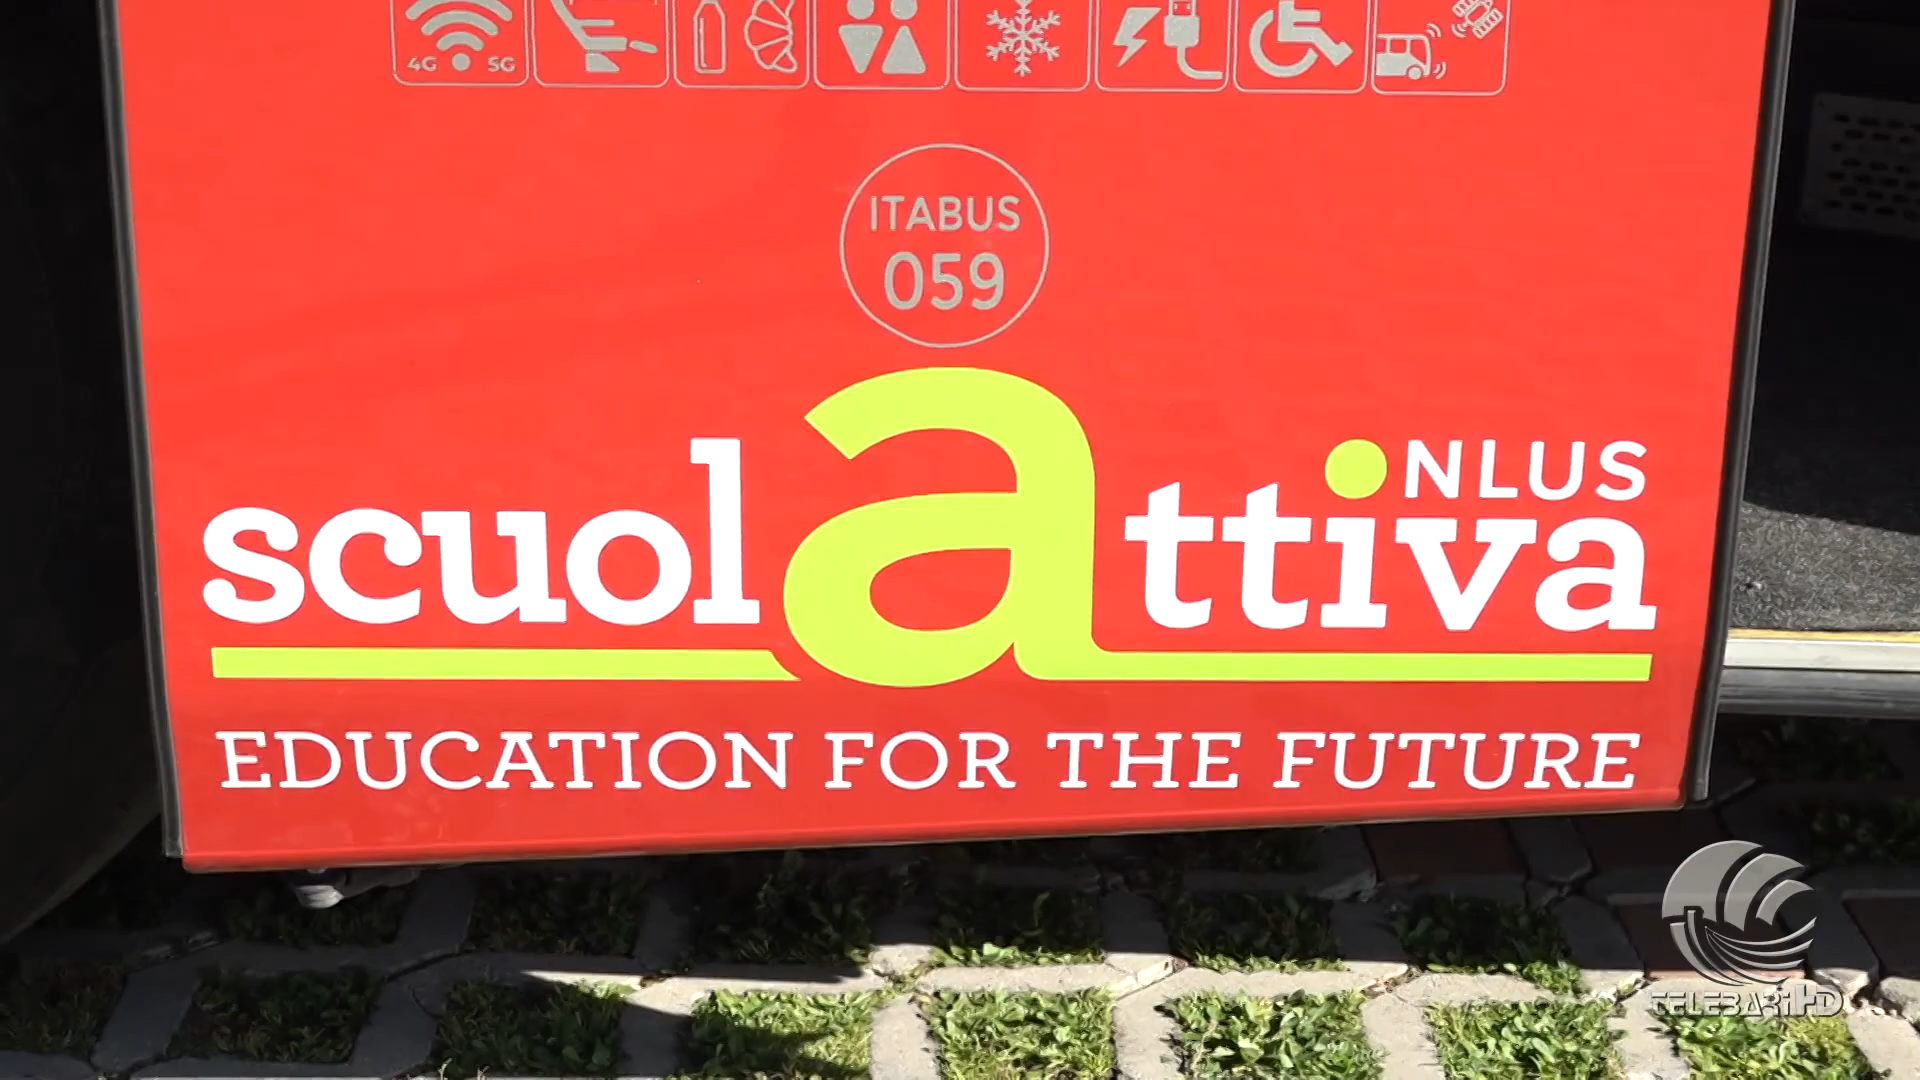 4G 5G
ITABUS
059
scuolattiva NLUS
EDUCATION FOR THE FUTURE
TELEBARI HD